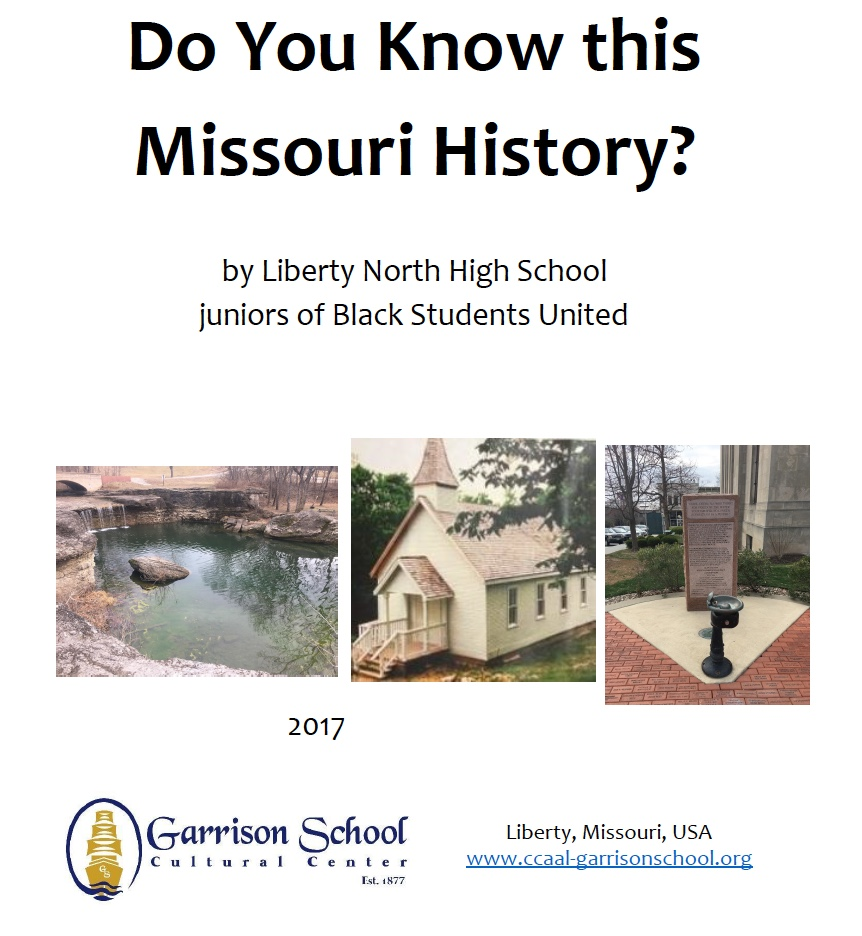 Do You Know this
Missouri History?
by Liberty North High School
juniors of Black Students United
2017
Garrison School
Cultural Center
Est. 1877
GS
Liberty, Missouri, USA
www.ccaal-garrisonschool.org